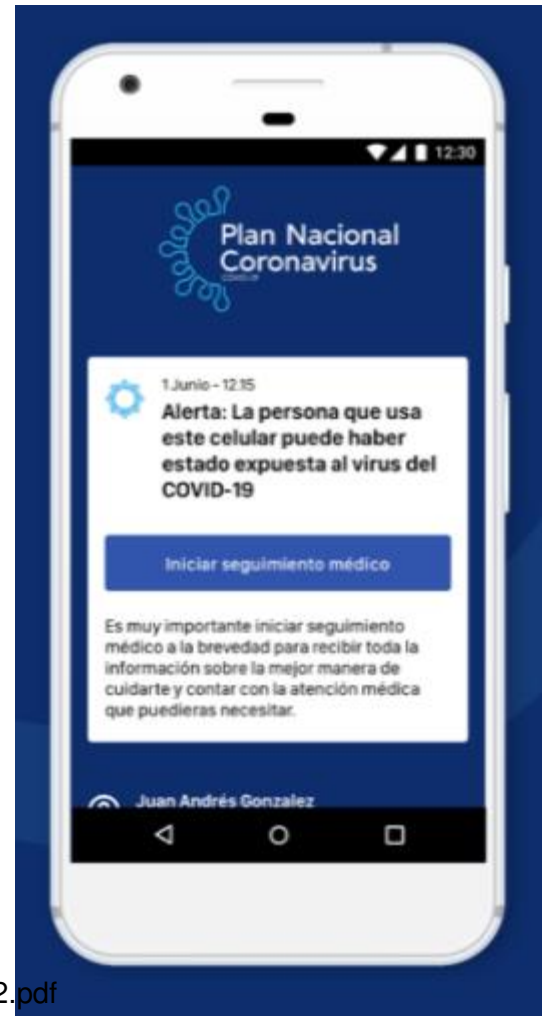 12:30
Plan Nacional
Coronavirus
COVID-19
1 Junio - 12.15
Alerta: La persona que usa
este celular puede haber
estado expuesta al virus del
COVID-19
Iniciar seguimiento médico
Es muy importante iniciar seguimiento
médico a la brevedad para recibir toda la
información sobre la mejor manera de
cuidarte y contar con la atención médica
que puedieras necesitar.
Juan Andrés Gonzalez
2.pdf